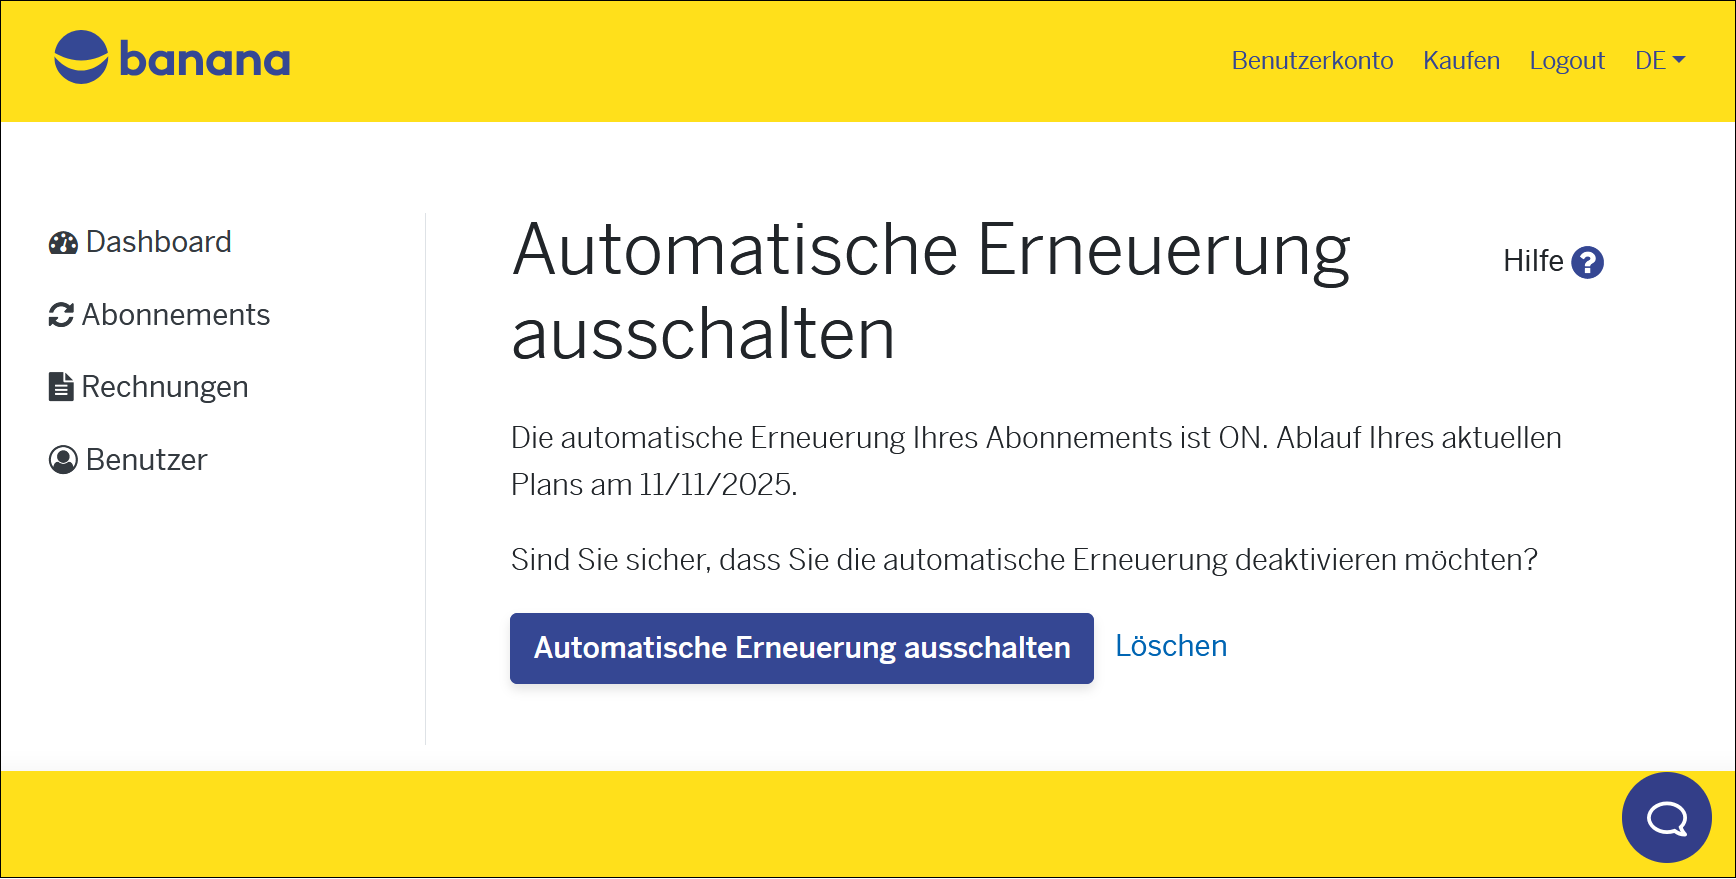 banana
Benutzerkonto Kaufen Logout DE
Dashboard
Abonnements
Rechnungen
Benutzer
Automatische Erneuerung
ausschalten
Hilfe ?
Die automatische Erneuerung Ihres Abonnements ist ON. Ablauf Ihres aktuellen
Plans am 11/11/2025.
Sind Sie sicher, dass Sie die automatische Erneuerung deaktivieren möchten?
Automatische Erneuerung ausschalten Löschen